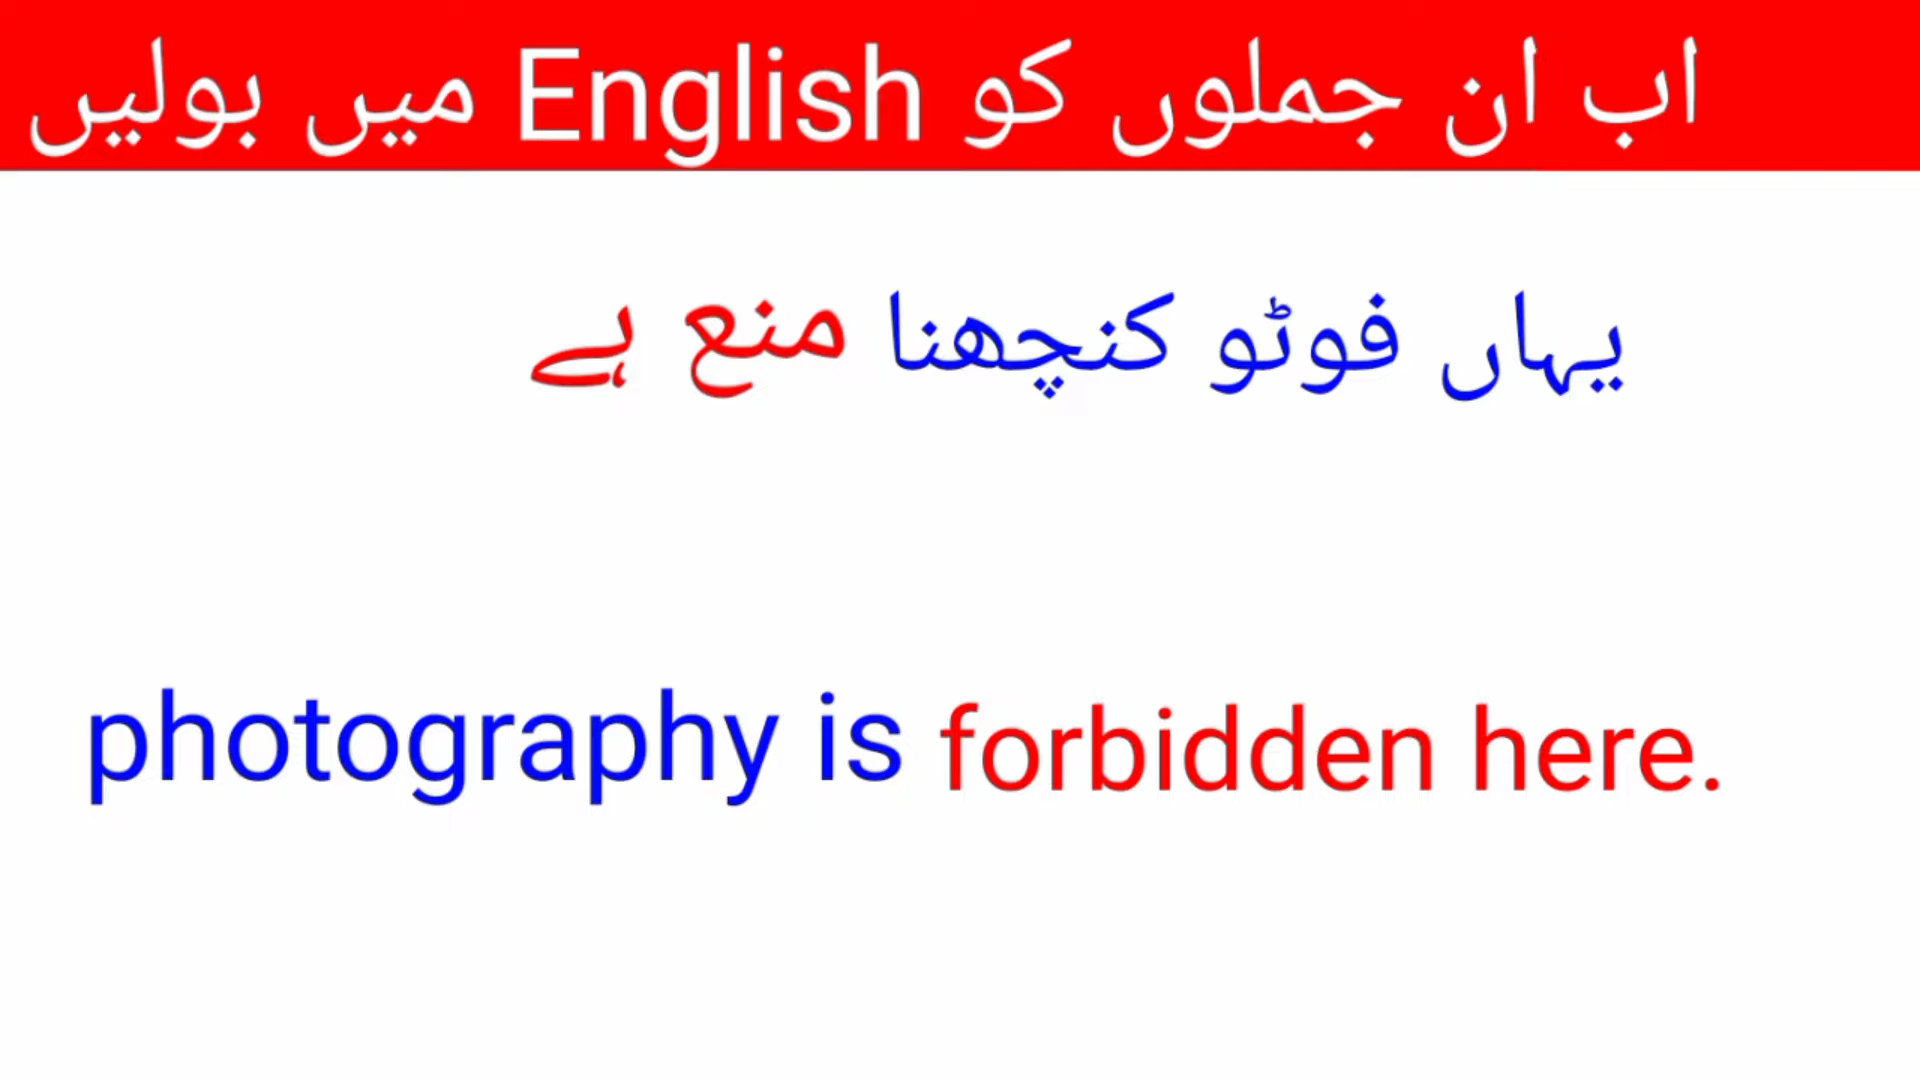 اب ان جملوں کو English میں بولیں
یہاں فوٹو کنچھنا منع ہے
photography is forbidden here.